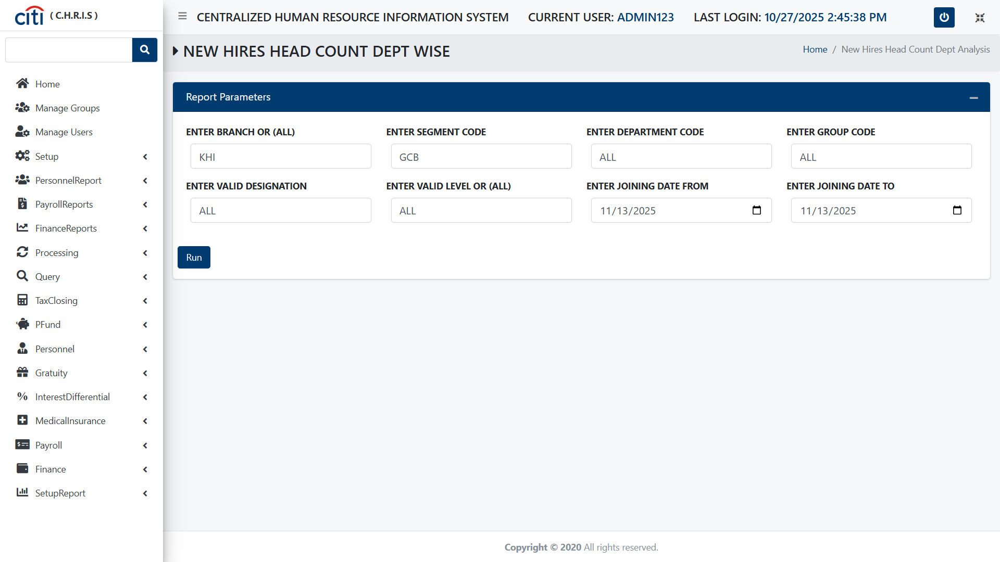 citi ( C.H.R.I.S )
CENTRALIZED HUMAN RESOURCE INFORMATION SYSTEM CURRENT USER: ADMIN123 LAST LOGIN: 10/27/2025 2:45:38 PM
NEW HIRES HEAD COUNT DEPT WISE
Home / New Hires Head Count Dept Analysis
Home
Manage Groups
Manage Users
Setup
PersonnelReport
PayrollReports
FinanceReports
Processing
Query
TaxClosing
PFund
Personnel
Gratuity
% InterestDifferential
MedicalInsurance
Payroll
Finance
SetupReport
Report Parameters
ENTER BRANCH OR (ALL) ENTER SEGMENT CODE ENTER DEPARTMENT CODE ENTER GROUP CODE
KHI GCB ALL ALL
ENTER VALID DESIGNATION ENTER VALID LEVEL OR (ALL) ENTER JOINING DATE FROM ENTER JOINING DATE TO
ALL ALL 11/13/2025 11/13/2025
Run
Copyright © 2020 All rights reserved.